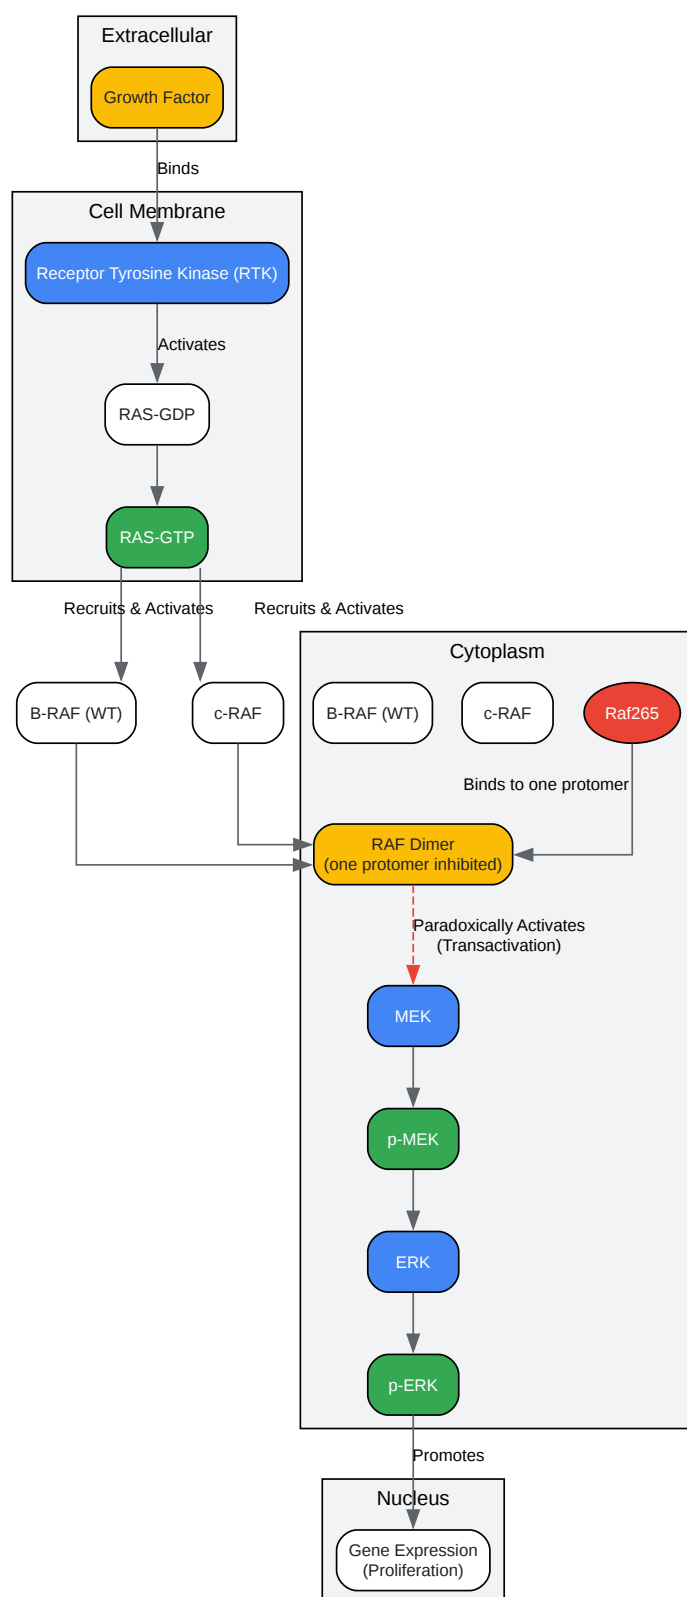 Extracellular
Growth Factor
Binds
Cell Membrane
Receptor Tyrosine Kinase (RTK)
Activates
RAS-GDP
RAS-GTP
Recruits & Activates
Recruits & Activates
Cytoplasm
B-RAF (WT)
c-RAF
B-RAF (WT)
c-RAF
Raf265
Binds to one protomer
RAF Dimer
(one protomer inhibited)
Paradoxically Activates
(Transactivation)
MEK
p-MEK
ERK
p-ERK
Promotes
Nucleus
Gene Expression
(Proliferation)